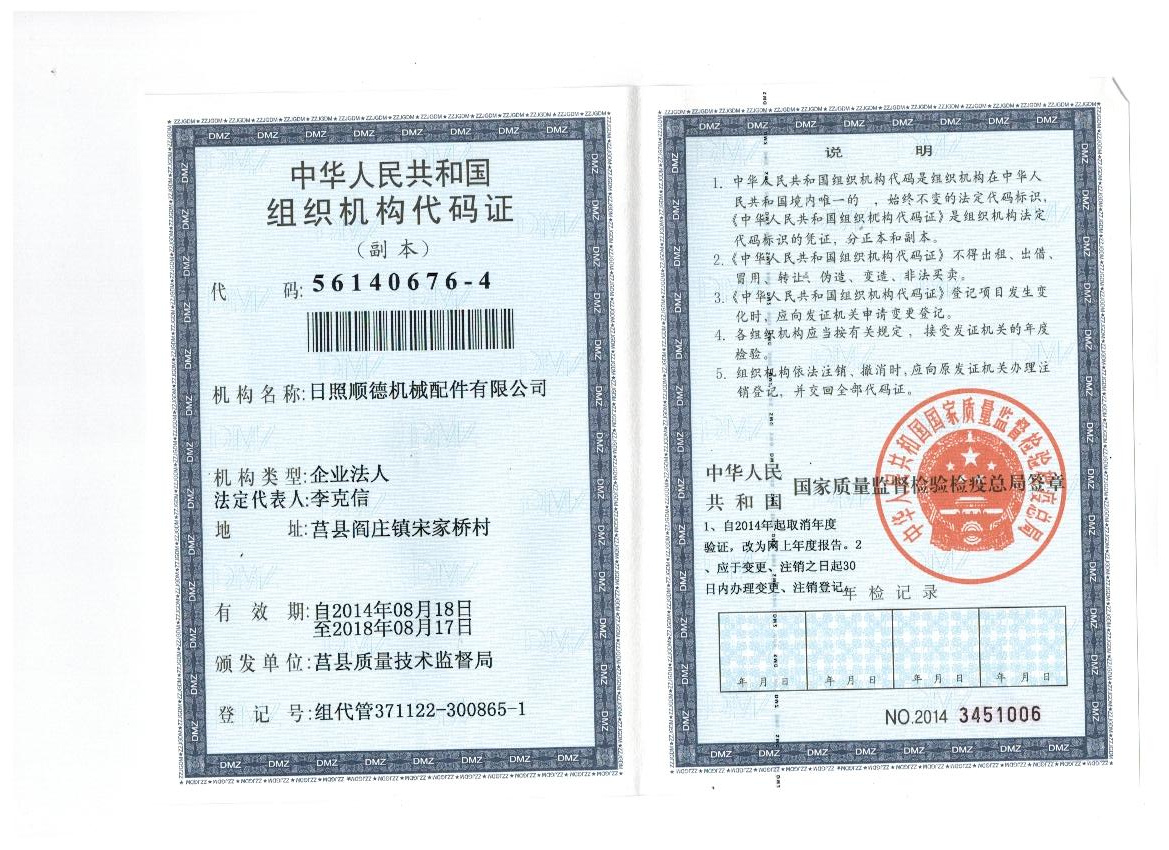 中华人民共和国
组织机构代码证
（副本）
代 码: 56140676-4
机构名称:日照顺德机械配件有限公司
机构类型:企业法人
法定代表人:李克信
地 址:莒县阎庄镇宋家桥村
有 效 期:自2014年08月18日
至2018年08月17日
颁发单位:莒县质量技术监督局
登 记 号:组代管371122-300865-1
说 明
1. 中华人民共和国组织机构代码是组织机构在中华人
民共和国境内唯一的 、始终不变的法定代码标识，
《中华人民共和国组织机构代码证》是组织机构法定
代码标识的凭证，分正本和副本。
2.《中华人民共和国组织机构代码证》不得出租、出借、
冒用、转让、伪造、变造、非法买卖。
3.《中华人民共和国组织机构代码证》登记项目发生变
化时，应向发证机关申请变更登记。
4. 各组织机构应当按有关规定，接受发证机关的年度
检验。
5. 组织机构依法注销、撤消时，应向原发证机关办理注
销登记，并交回全部代码证。
中华人民
共和国
国家质量监督检验检疫总局签章
中华人民共和国国家质量监督检验检疫总局
1、自2014年起取消年度
验证，改为网上年度报告。2
、应于变更、注销之日起30
日内办理变更、注销登记。
年检记录
年 月 日 年 月 日 年 月 日 年 月 日
NO.2014 3451006